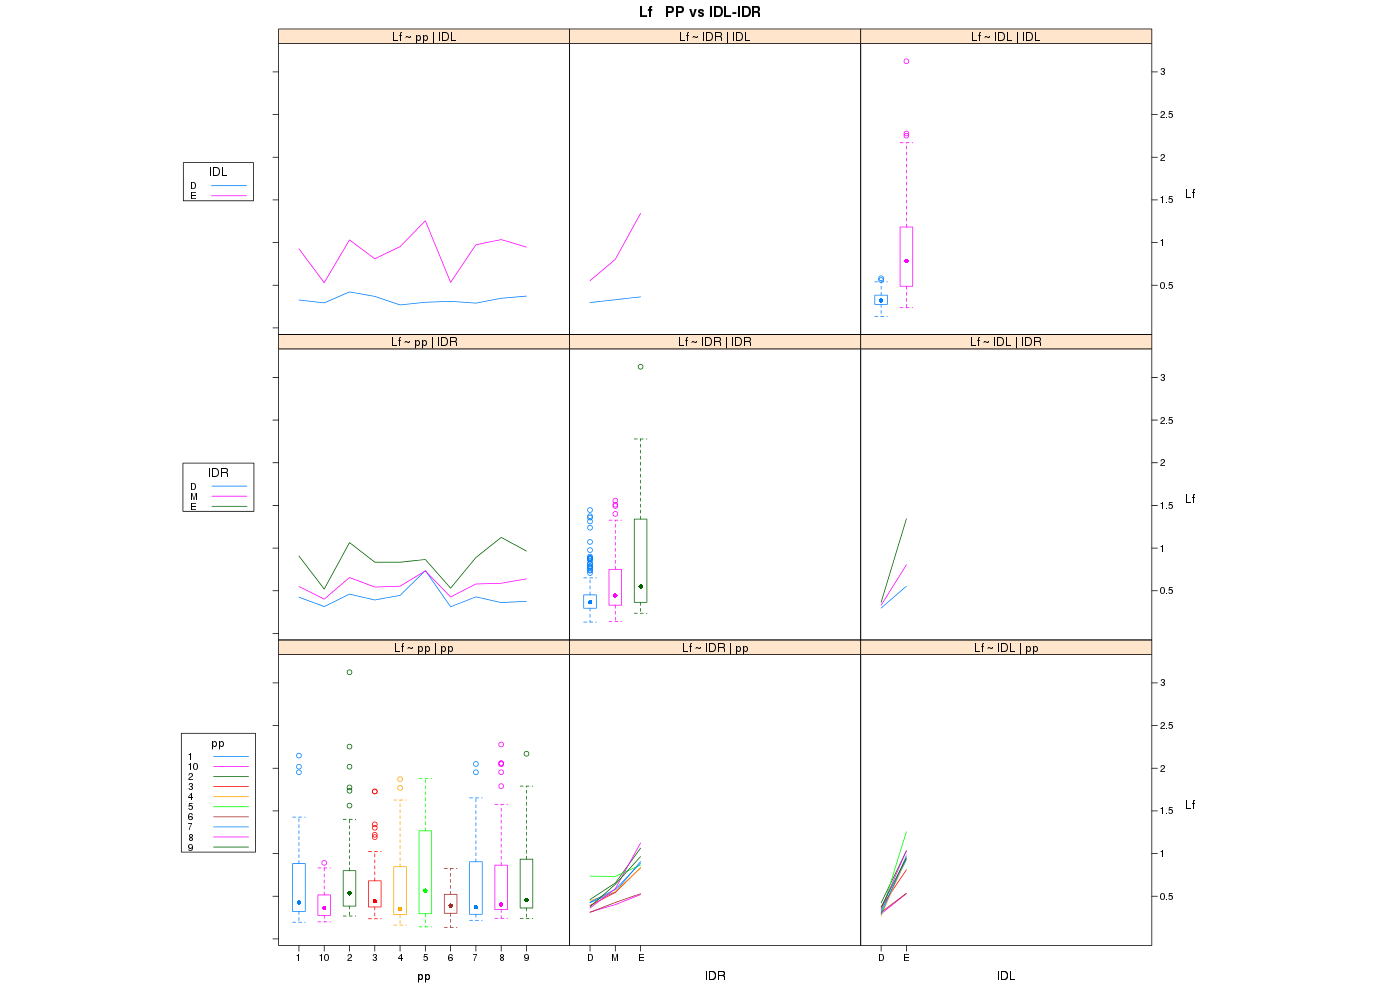 Lf PP vs IDL-IDR
Lf ~ pp | IDL
Lf ~ IDR | IDL
Lf ~ IDL | IDL
3
2.5
2
1.5
1
0.5
Lf
IDL
D
E
Lf ~ pp | IDR
Lf ~ IDR | IDR
Lf ~ IDL | IDR
3
2.5
2
1.5
1
0.5
Lf
IDR
D
M
E
Lf ~ pp | pp
Lf ~ IDR | pp
Lf ~ IDL | pp
3
2.5
2
1.5
1
0.5
Lf
pp
1
10
2
3
4
5
6
7
8
9
1 10 2 3 4 5 6 7 8 9
D M E
D E
pp
IDR
IDL